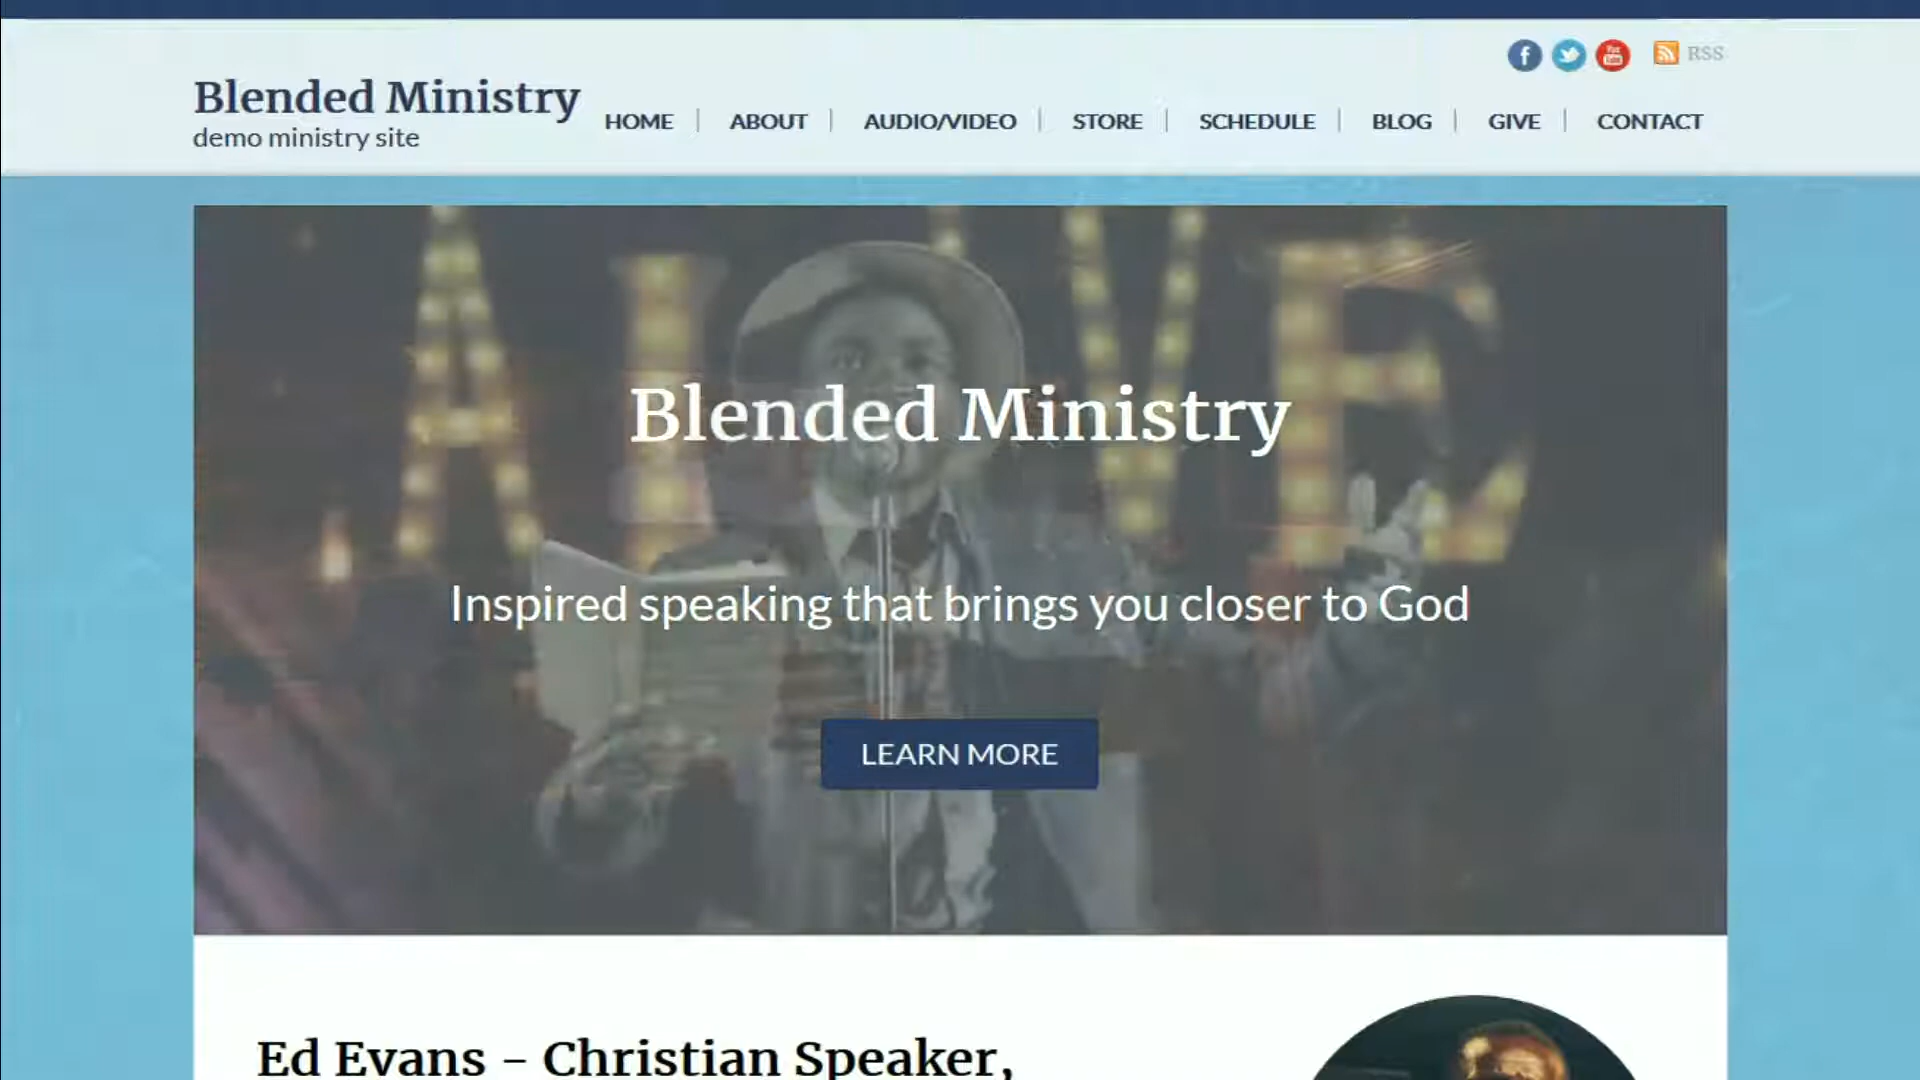 RSS
Blended Ministry
demo ministry site
HOME
ABOUT
AUDIO/VIDEO
STORE
SCHEDULE
BLOG
GIVE
CONTACT
Blended Ministry
Inspired speaking that brings you closer to God
LEARN MORE
Ed Evans - Christian Speaker,